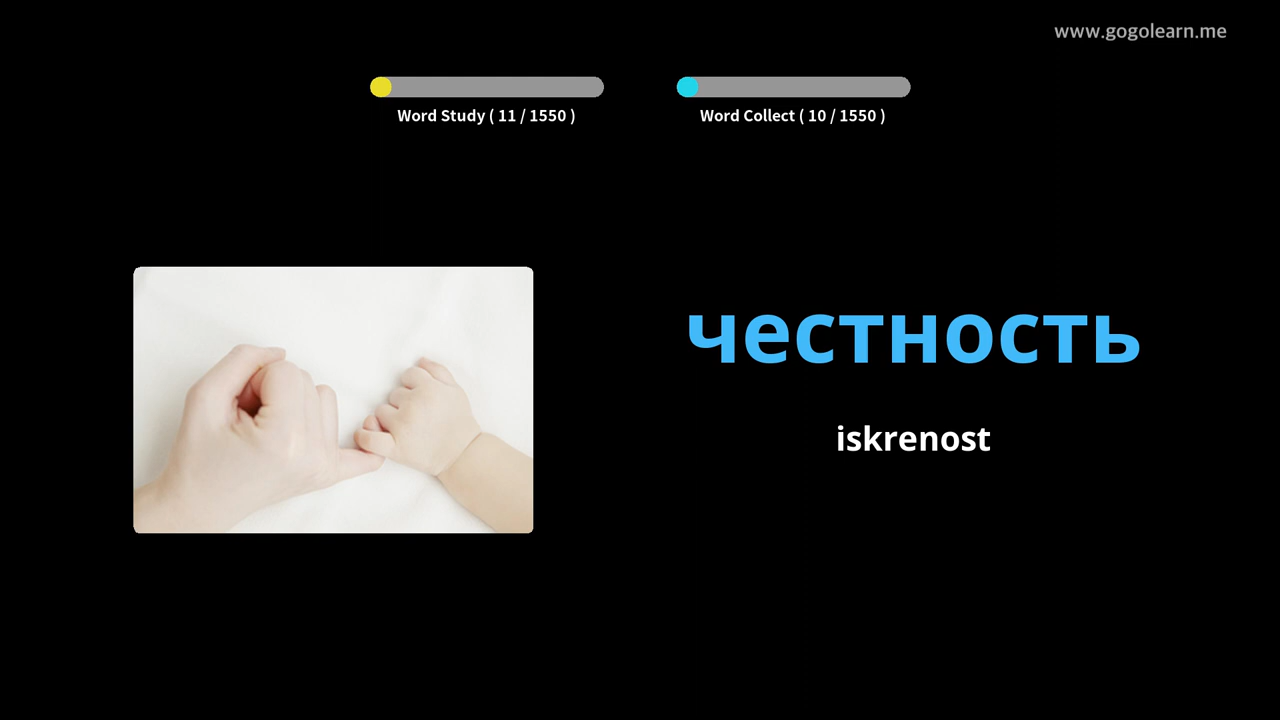 www.gogolearn.me
Word Study ( 11 / 1550 )
Word Collect ( 10 / 1550 )
честность
iskrenost